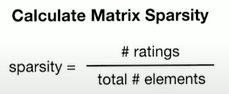 Calculate Matrix Sparsity
sparsity =
# ratings
total # elements